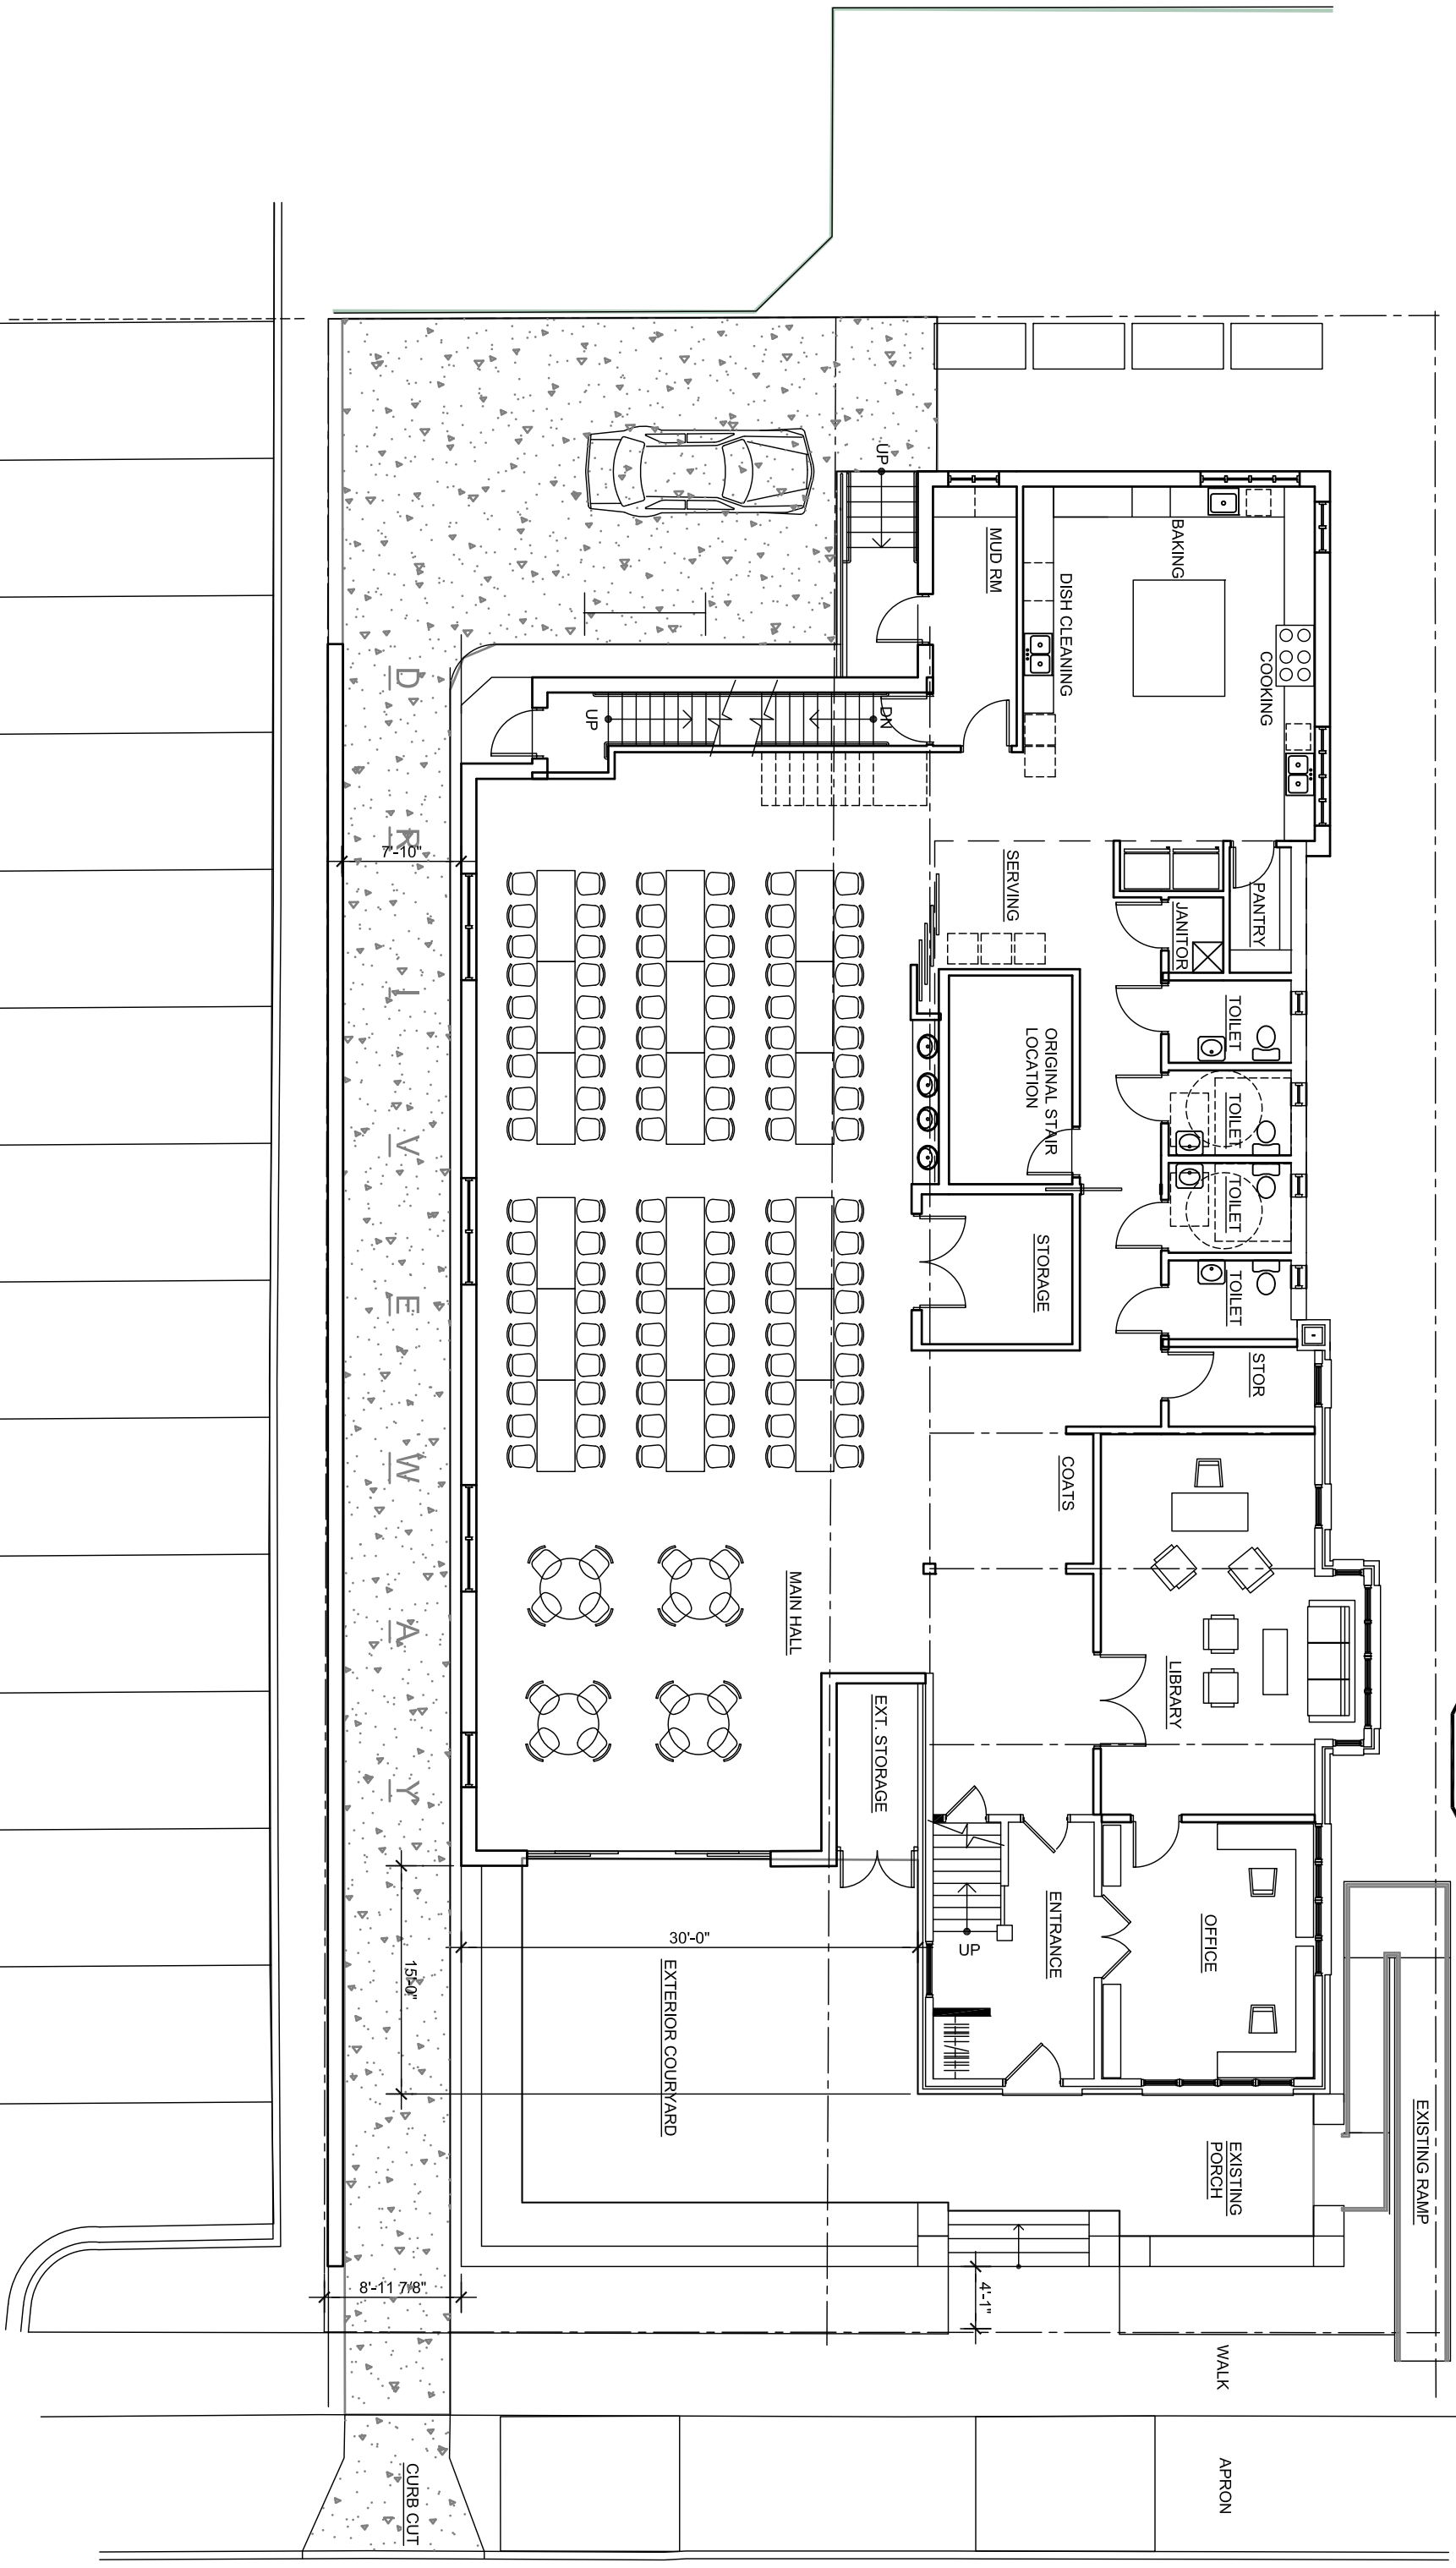 UP
MUD RM
BAKING
DISH CLEANING
COOKING
UP
DN
SERVING
PANTRY
JANITOR
TOILET
ORIGINAL STAIR
LOCATION
TOILET
TOILET
TOILET
STORAGE
STOR
COATS
MAIN HALL
LIBRARY
EXT. STORAGE
ENTRANCE
UP
OFFICE
DRIVEWAY
7'-10"
30'-0"
15'-0"
EXTERIOR COURYARD
EXISTING
PORCH
EXISTING RAMP
8'-11 7/8"
4'-1"
WALK
APRON
CURB CUT